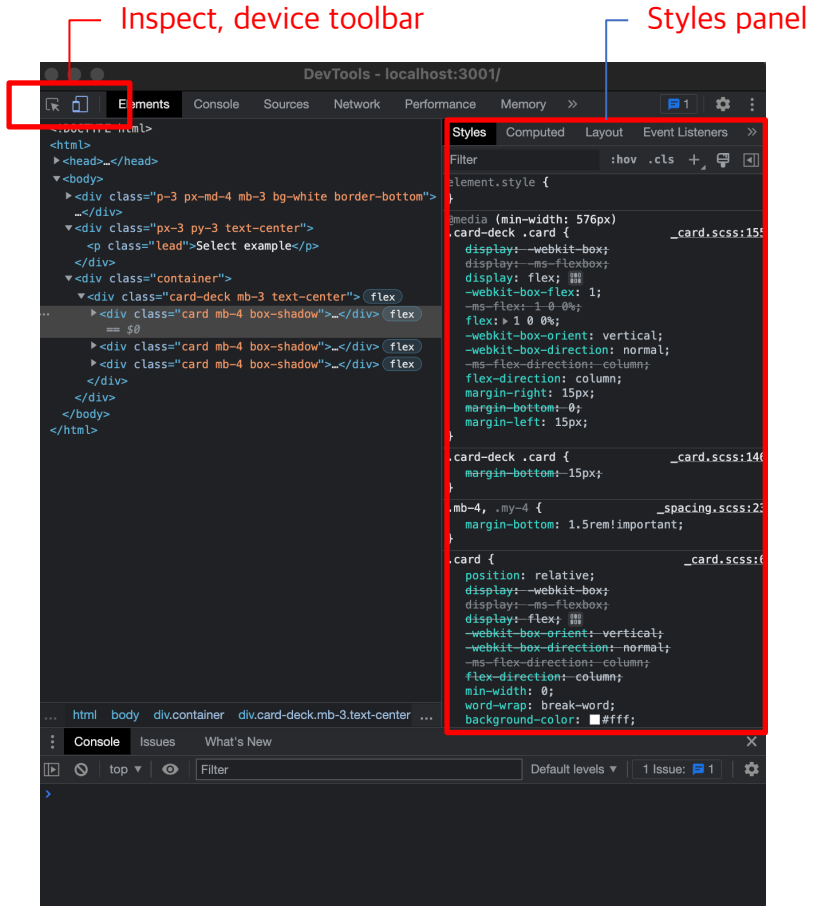 Inspect, device toolbar
Styles panel
DevTools - localhost:3001/
Elements Console Sources Network Performance Memory » 1
<!DOCTYPE html>
<html>
▶<head>…</head>
▼<body>
▶<div class="p-3 px-md-4 mb-3 bg-white border-bottom">
…</div>
▼<div class="px-3 py-3 text-center">
<p class="lead">Select example</p>
</div>
▼<div class="container">
▼<div class="card-deck mb-3 text-center"> flex
▶<div class="card mb-4 box-shadow">…</div> flex
== $0
▶<div class="card mb-4 box-shadow">…</div> flex
▶<div class="card mb-4 box-shadow">…</div> flex
</div>
</div>
</body>
</html>
Styles Computed Layout Event Listeners »
Filter :hov .cls +
element.style {
}
@media (min-width: 576px)
.card-deck .card { _card.scss:155
display: -webkit-box;
display: -ms-flexbox;
display: flex;
-webkit-box-flex: 1;
-ms-flex: 1 0 0%;
flex:▶ 1 0 0%;
-webkit-box-orient: vertical;
-webkit-box-direction: normal;
-ms-flex-direction: column;
flex-direction: column;
margin-right: 15px;
margin-bottom: 0;
margin-left: 15px;
}
.card-deck .card { _card.scss:146
margin-bottom: 15px;
}
.mb-4, .my-4 { _spacing.scss:23
margin-bottom: 1.5rem!important;
}
.card { _card.scss:6
position: relative;
display: -webkit-box;
display: -ms-flexbox;
display: flex;
-webkit-box-orient: vertical;
-webkit-box-direction: normal;
-ms-flex-direction: column;
flex-direction: column;
min-width: 0;
word-wrap: break-word;
background-color: #fff;
... html body div.container div.card-deck.mb-3.text-center ...
Console Issues What's New
top ▼ Filter Default levels ▼ 1 Issue: 1
›